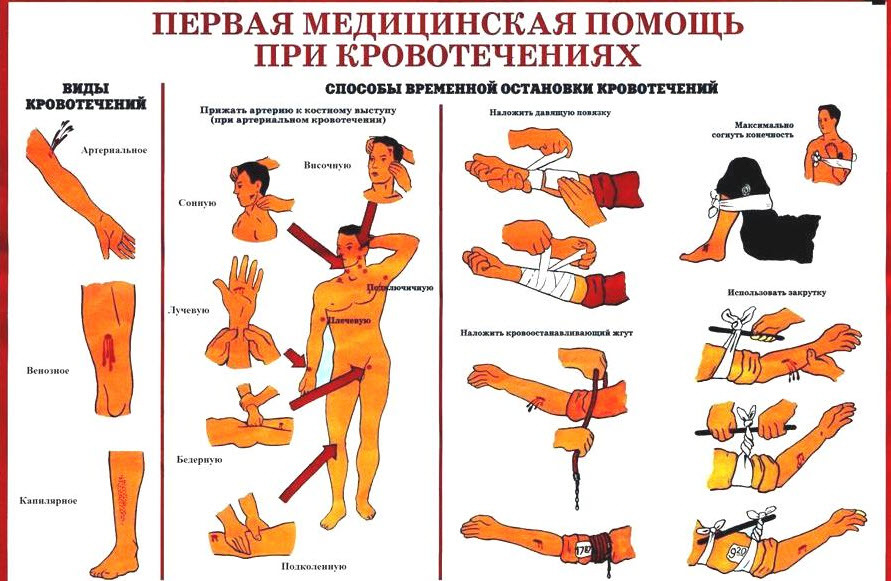 ПЕРВАЯ МЕДИЦИНСКАЯ ПОМОЩЬ
ПРИ КРОВОТЕЧЕНИЯХ
ВИДЫ
КРОВОТЕЧЕНИЙ
Артериальное
Венозное
Капилярное
СПОСОБЫ ВРЕМЕННОЙ ОСТАНОВКИ КРОВОТЕЧЕНИЙ
Прижать артерию к костному выступу
(при артериальном кровотечении)
Височную
Сонную
Подключичную
Лучевую
Плечевую
Бедерную
Подколенную
Наложить давящую повязку
Наложить кровоостанавливающий жгут
1787
Максимально
согнуть конечность
Использовать закрутку
920